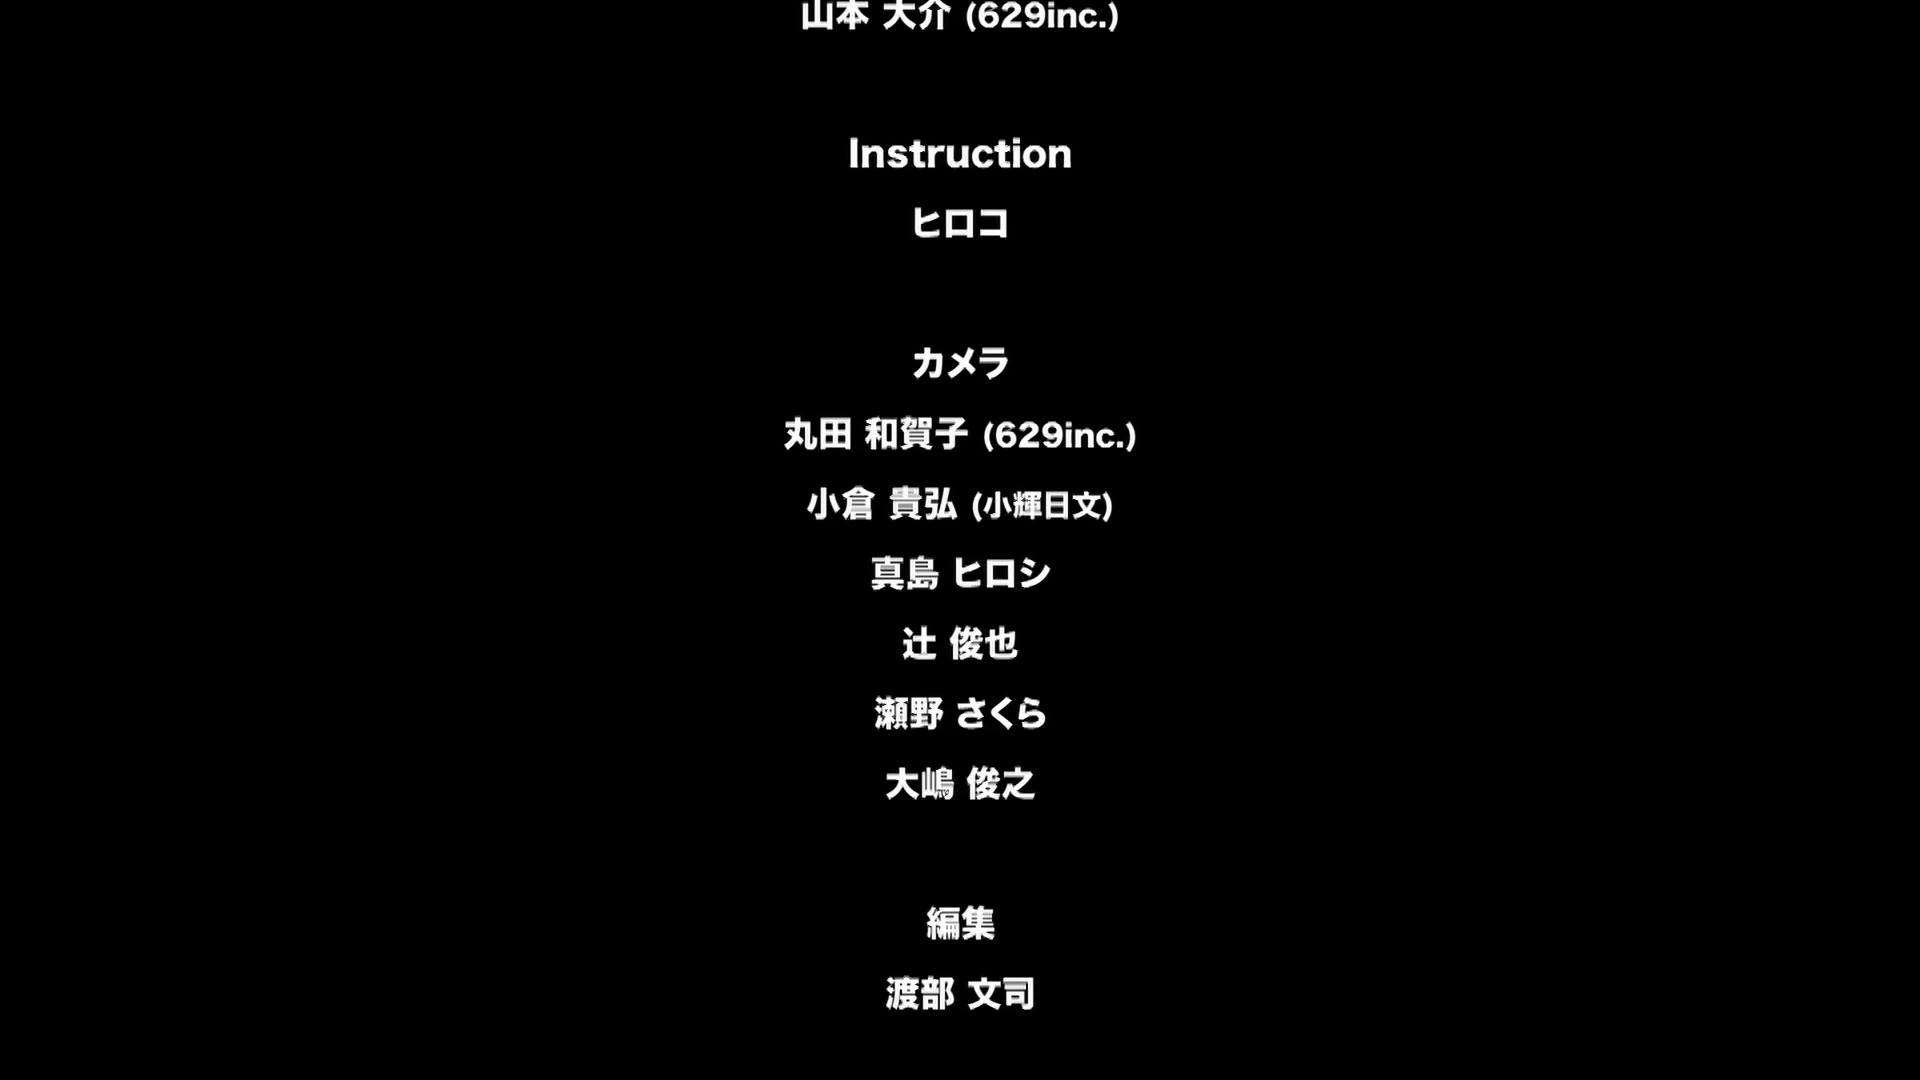 山本 大介 (629inc.)
Instruction
ヒロコ
カメラ
丸田 和賀子 (629inc.)
小倉 貴弘 (小輝日文)
真島 ヒロシ
辻 俊也
瀬野 さくら
大嶋 俊之
編集
渡部 文司